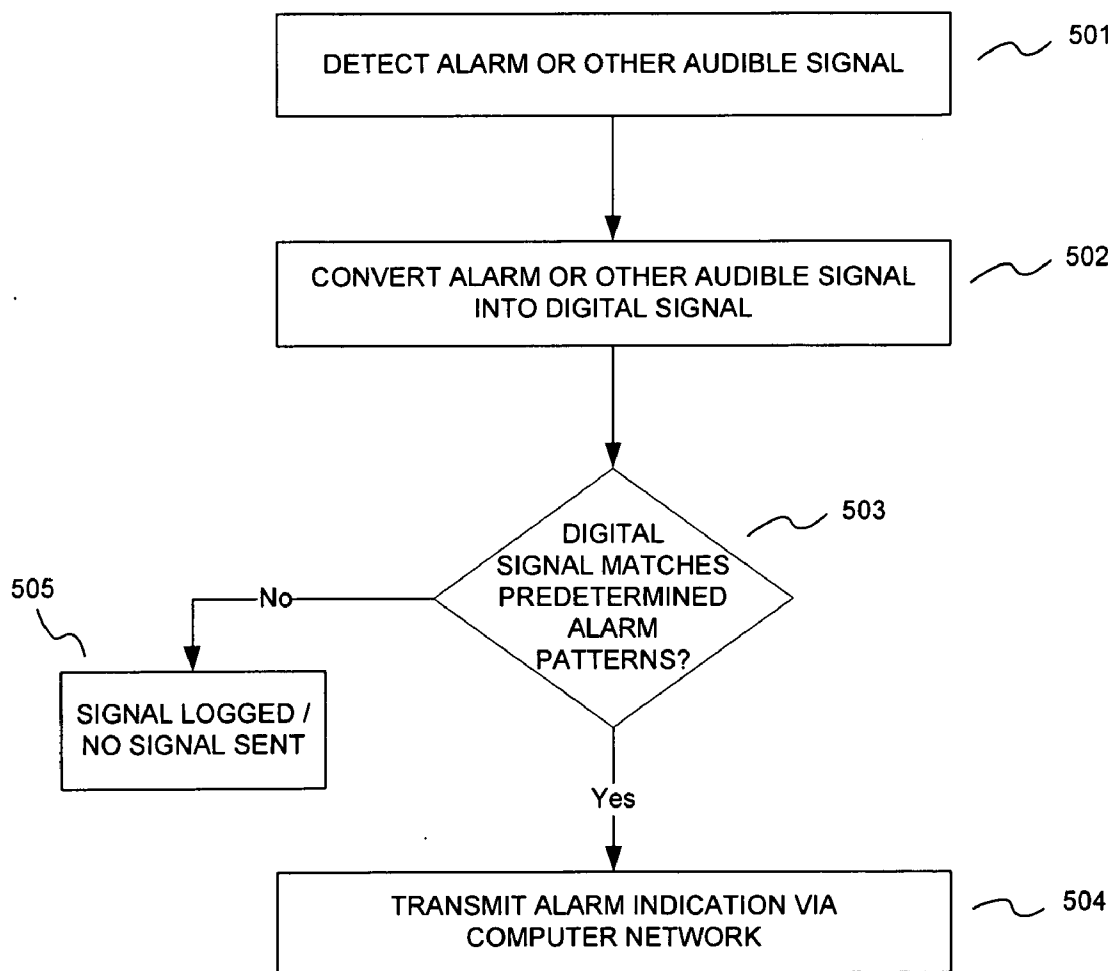 DETECT ALARM OR OTHER AUDIBLE SIGNAL
501
CONVERT ALARM OR OTHER AUDIBLE SIGNAL
INTO DIGITAL SIGNAL
502
DIGITAL
SIGNAL MATCHES
PREDETERMINED
ALARM
PATTERNS?
503
No
505
SIGNAL LOGGED /
NO SIGNAL SENT
Yes
TRANSMIT ALARM INDICATION VIA
COMPUTER NETWORK
504